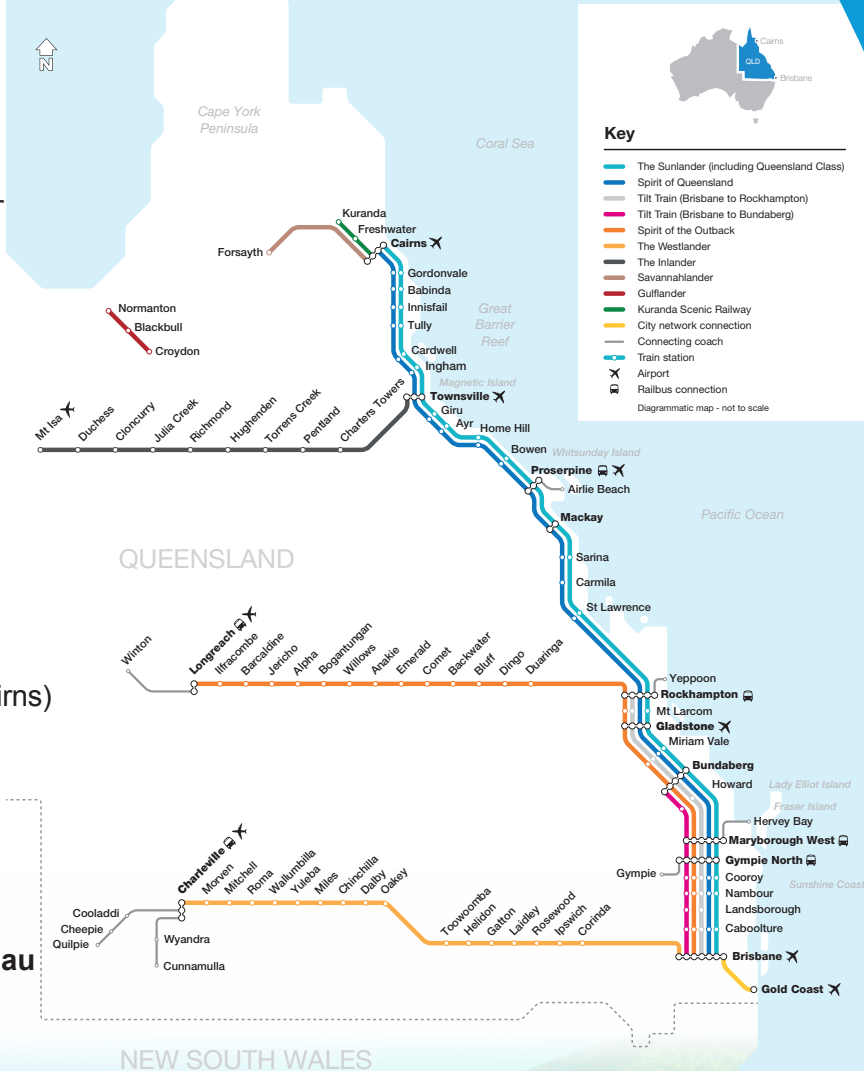 N
Cape York
Peninsula
Coral Sea
Cairns
QLD
Brisbane
Key
The Sunlander (including Queensland Class)
Spirit of Queensland
Tilt Train (Brisbane to Rockhampton)
Tilt Train (Brisbane to Bundaberg)
Spirit of the Outback
The Westlander
The Inlander
Savannahlander
Gulflander
Kuranda Scenic Railway
City network connection
Connecting coach
Train station
Airport
Railbus connection
Diagrammatic map - not to scale
Kuranda
Freshwater
Cairns
Forsayth
Gordonvale
Babinda
Innisfail
Tully
Cardwell
Ingham
Great
Barrier
Reef
Normanton
Blackbull
Croydon
Magnetic Island
Townsville
Giru
Ayr
Home Hill
Bowen
Mt Isa
Duchess
Cloncurry
Julia Creek
Richmond
Hughenden
Torrens Creek
Pentland
Charters Towers
Whitsunday Island
Proserpine
Airlie Beach
Mackay
Pacific Ocean
Sarina
Carmila
St Lawrence
QUEENSLAND
Winton
Longreach
Ilfracombe
Barcaldine
Jericho
Alpha
Bogantungan
Willows
Anakie
Emerald
Comet
Backwater
Bluff
Dingo
Duaringa
irns)
Yeppoon
Rockhampton
Mt Larcom
Gladstone
Miriam Vale
Bundaberg
Howard
Lady Elliot Island
Fraser Island
Hervey Bay
Maryborough West
Gympie North
Gympie
Cooroy
Nambour
Landsborough
Caboolture
Sunshine Coast
Brisbane
Gold Coast
Charleville
Morven
Mitchell
Roma
Wallumbilla
Yuleba
Miles
Chinchilla
Dalby
Oakey
Toowoomba
Helidon
Gatton
Laidley
Rosewood
Ipswich
Corinda
Cooladdi
Cheepie
Quilpie
Wyandra
Cunnamulla
au
NEW SOUTH WALES